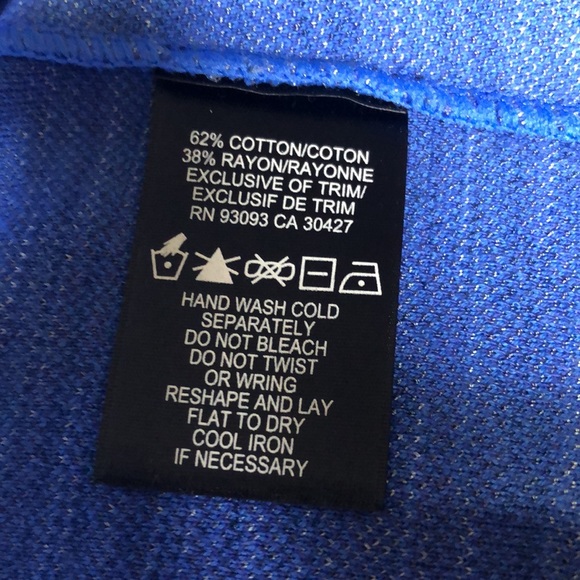 62% COTTON/COTON
38% RAYON/RAYONNE
EXCLUSIVE OF TRIM/
EXCLUSIF DE TRIM
RN 93093 CA 30427
HAND WASH COLD
SEPARATELY
DO NOT BLEACH
DO NOT TWIST
OR WRING
RESHAPE AND LAY
FLAT TO DRY
COOL IRON
IF NECESSARY